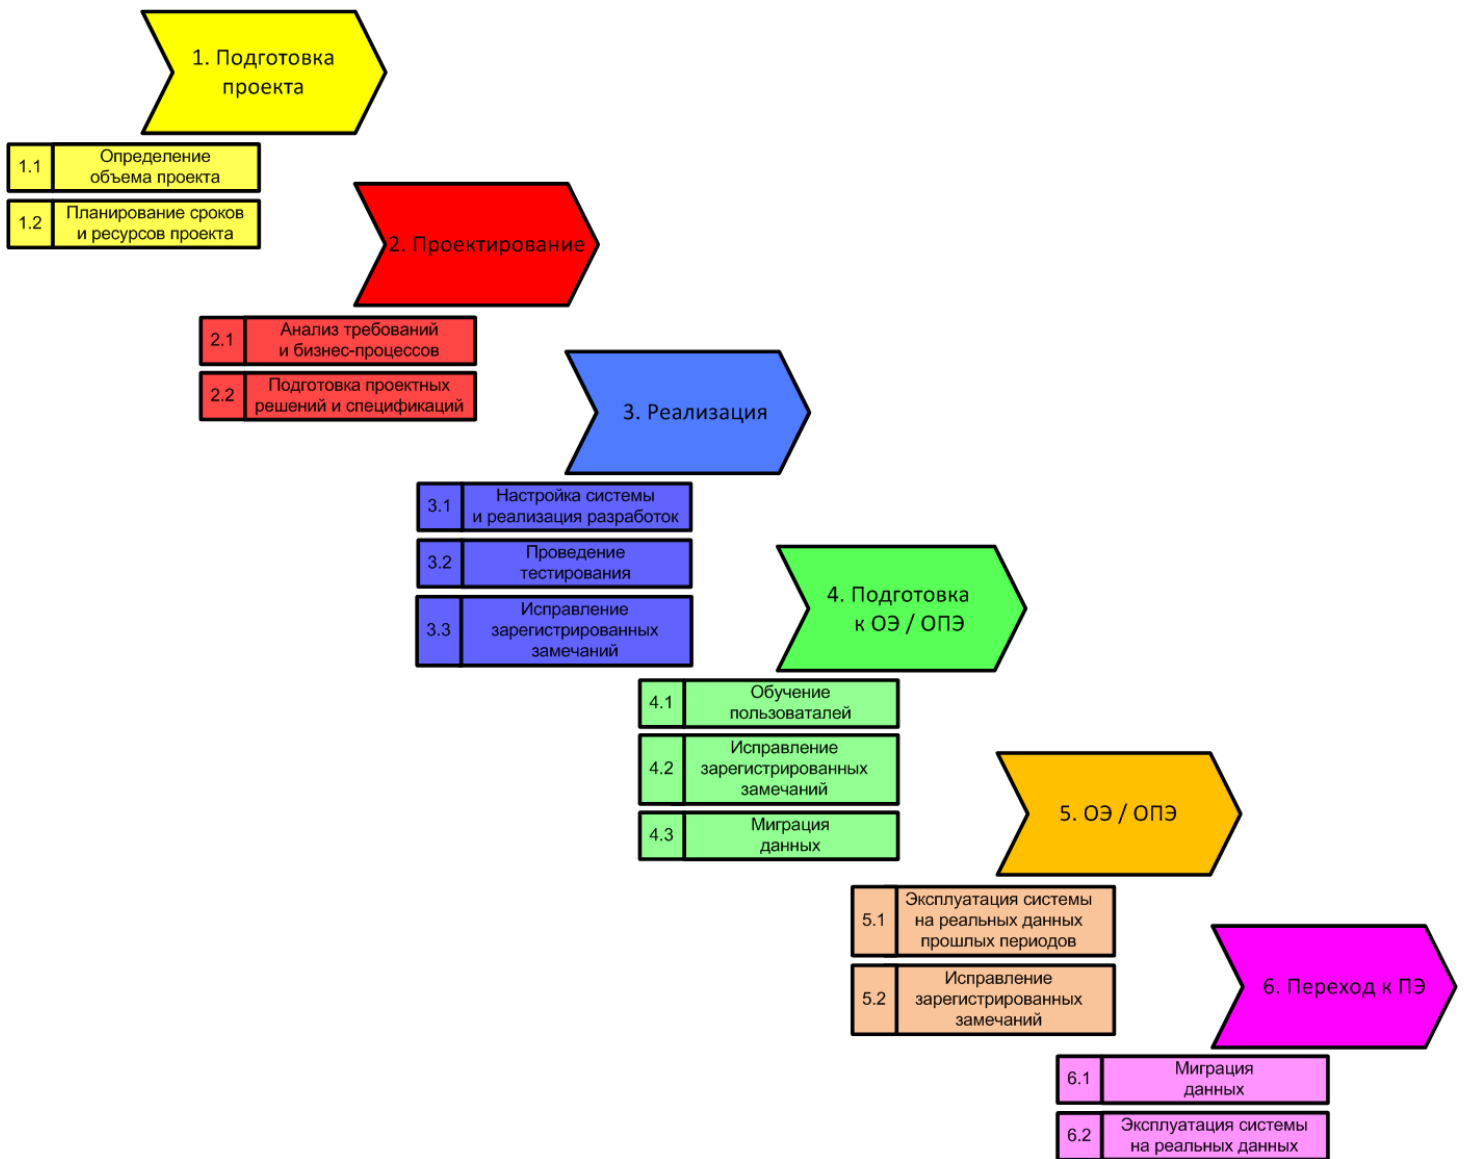 1. Подготовка
проекта
1.1
Определение
объема проекта
1.2
Планирование сроков
и ресурсов проекта
2. Проектирование
2.1
Анализ требований
и бизнес-процессов
2.2
Подготовка проектных
решений и спецификаций
3. Реализация
3.1
Настройка системы
и реализация разработок
3.2
Проведение
тестирования
3.3
Исправление
зарегистрированных
замечаний
4. Подготовка
к ОЭ / ОПЭ
4.1
Обучение
пользоваталей
4.2
Исправление
зарегистрированных
замечаний
4.3
Миграция
данных
5. ОЭ / ОПЭ
5.1
Эксплуатация системы
на реальных данных
прошлых периодов
5.2
Исправление
зарегистрированных
замечаний
6. Переход к ПЭ
6.1
Миграция
данных
6.2
Эксплуатация системы
на реальных данных